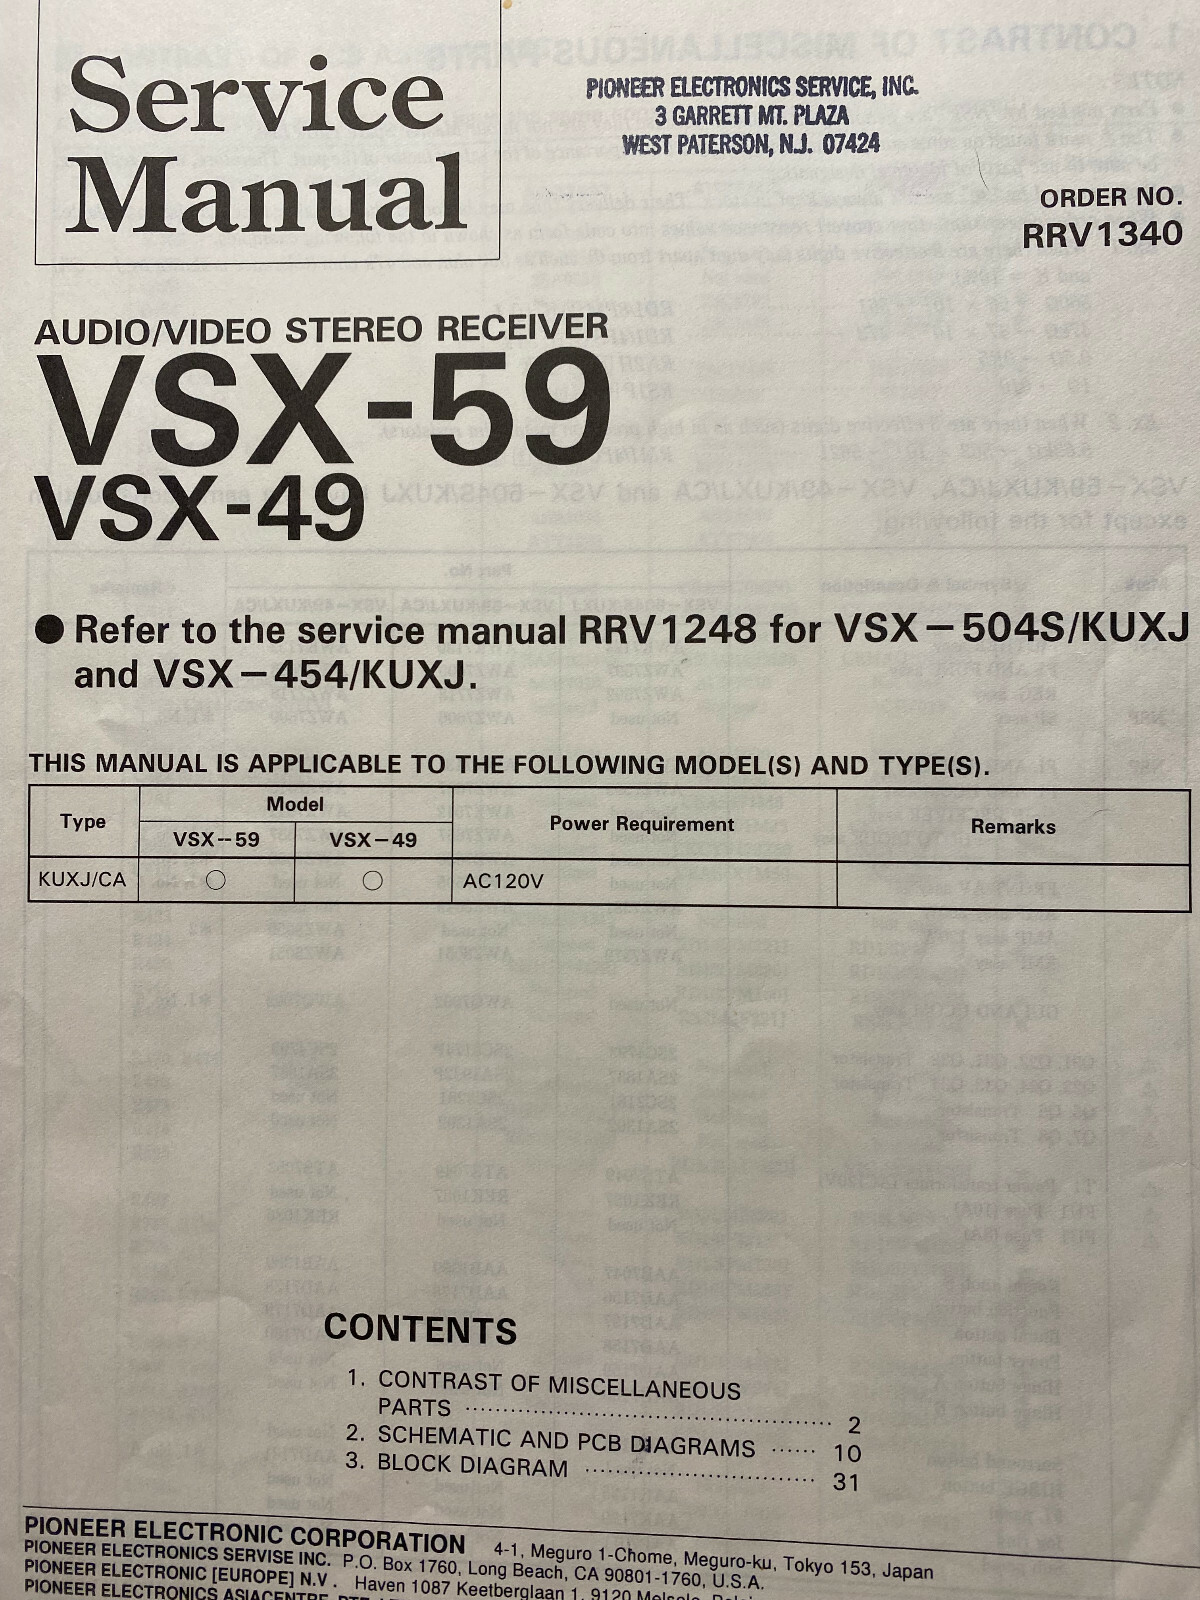 Service
Manual
PIONEER ELECTRONICS SERVICE, INC.
3 GARRETT MT. PLAZA
WEST PATERSON, N.J. 07424
ORDER NO.
RRV1340
AUDIO/VIDEO STEREO RECEIVER
VSX-59
VSX-49
● Refer to the service manual RRV1248 for VSX-504S/KUXJ
and VSX-454/KUXJ.
THIS MANUAL IS APPLICABLE TO THE FOLLOWING MODEL(S) AND TYPE(S).
Type Model Power Requirement Remarks
VSX-59 VSX-49
KUXJ/CA ○ ○ AC120V
CONTENTS
1. CONTRAST OF MISCELLANEOUS
PARTS ........................................... 2
2. SCHEMATIC AND PCB DIAGRAMS ...... 10
3. BLOCK DIAGRAM ........................... 31
PIONEER ELECTRONIC CORPORATION 4-1, Meguro 1-Chome, Meguro-ku, Tokyo 153, Japan
PIONEER ELECTRONICS SERVISE INC. P.O. Box 1760, Long Beach, CA 90801-1760, U.S.A.
PIONEER ELECTRONIC [EUROPE] N.V. Haven 1087 Keetberglaan 1, 9120 Melsele,
PIONEER ELECTRONICS ASIACENTRE